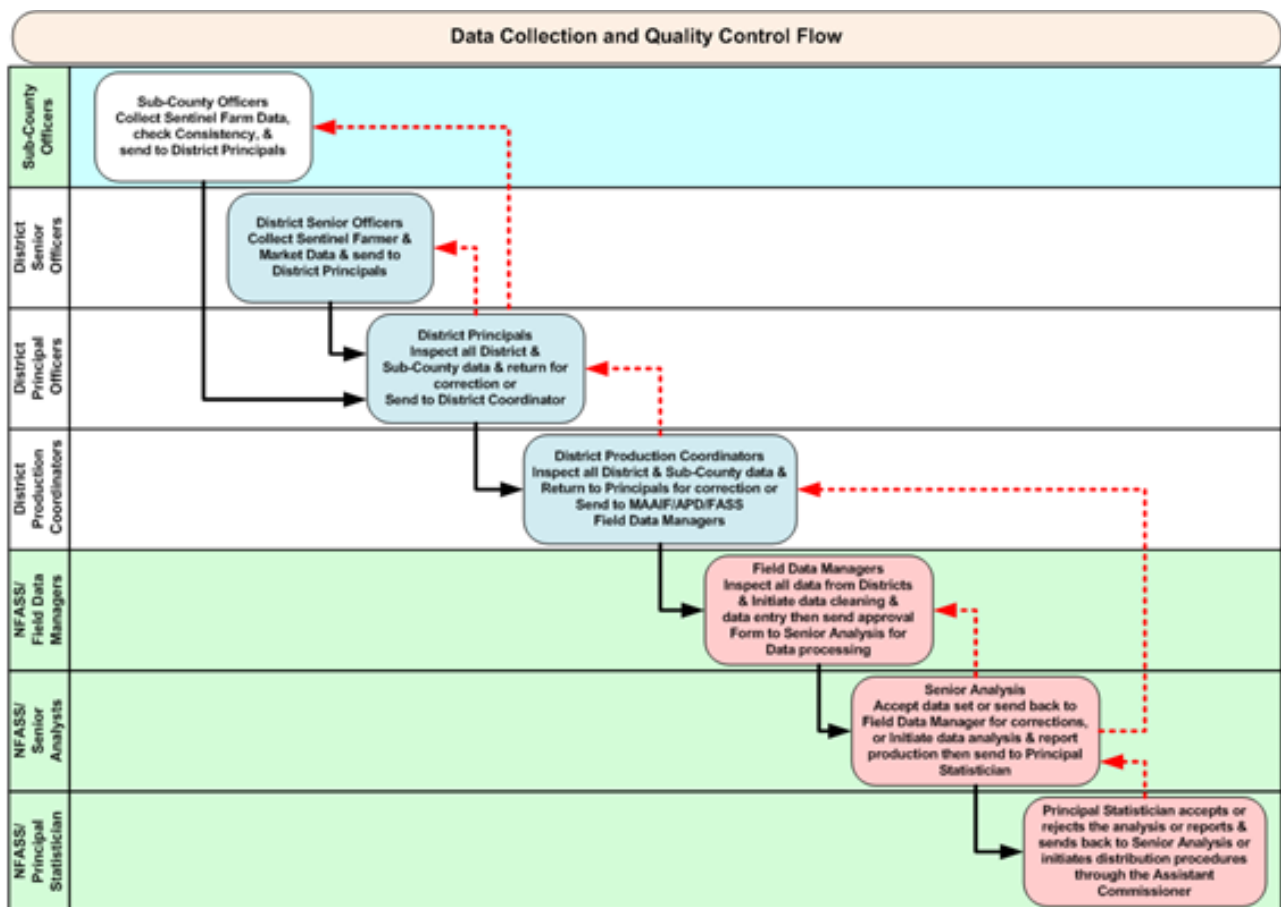 Data Collection and Quality Control Flow
Sub-County
Officers
Sub-County Officers
Collect Sentinel Farm Data,
check Consistency, &
send to District Principals
District
Senior
Officers
District Senior Officers
Collect Sentinel Farmer &
Market Data & send to
District Principals
District
Principal
Officers
District Principals
Inspect all District &
Sub-County data & return for
correction or
Send to District Coordinator
District
Production
Coordinators
District Production Coordinators
Inspect all District & Sub-County data &
Return to Principals for correction or
Send to MAAIF/APD/FASS
Field Data Managers
NFASS/
Field Data
Managers
Field Data Managers
Inspect all data from Districts
& Initiate data cleaning &
data entry then send approval
Form to Senior Analysis for
Data processing
NFASS/
Senior
Analysts
Senior Analysis
Accept data set or send back to
Field Data Manager for corrections,
or Initiate data analysis & report
production then send to Principal
Statistician
NFASS/
Principal
Statistician
Principal Statistician accepts or
rejects the analysis or reports &
sends back to Senior Analysis or
initiates distribution procedures
through the Assistant
Commissioner